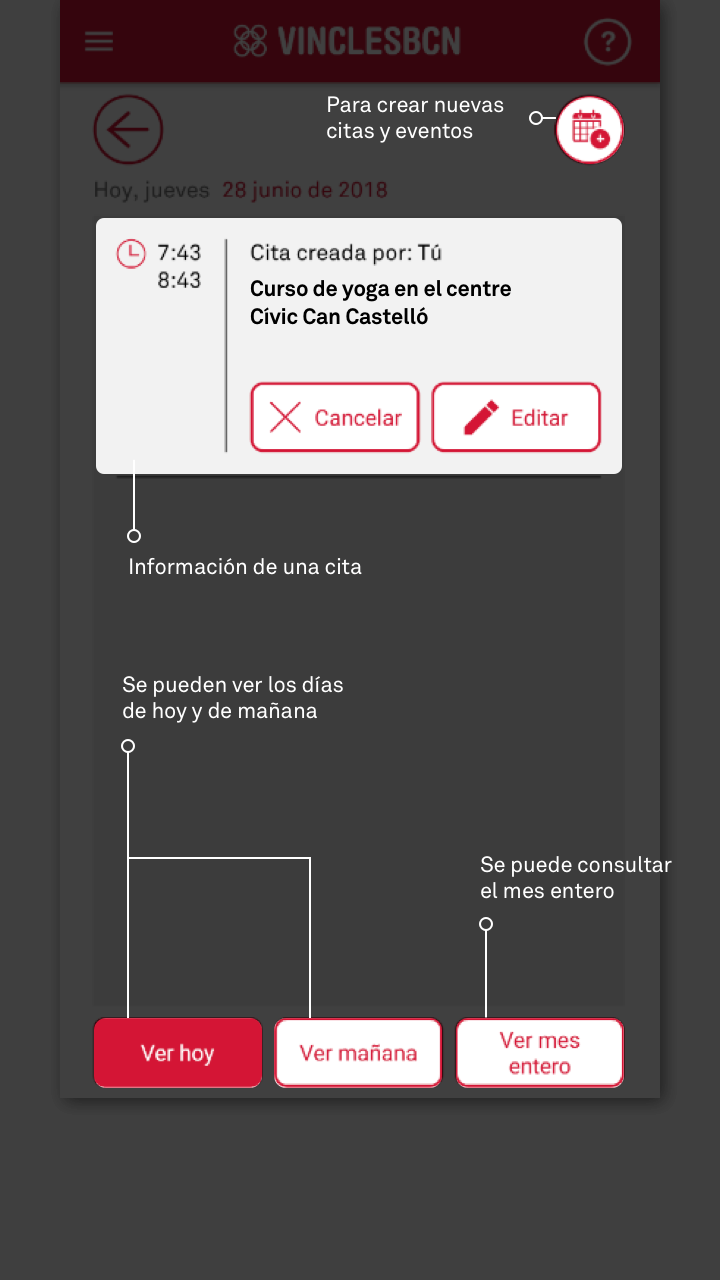 VINCLESBCN
?
Para crear nuevas
citas y eventos
Hoy, jueves 28 junio de 2018
7:43
8:43
Cita creada por: Tú
Curso de yoga en el centre
Cívic Can Castelló
Cancelar
Editar
Información de una cita
Se pueden ver los días
de hoy y de mañana
Se puede consultar
el mes entero
Ver hoy
Ver mañana
Ver mes
entero